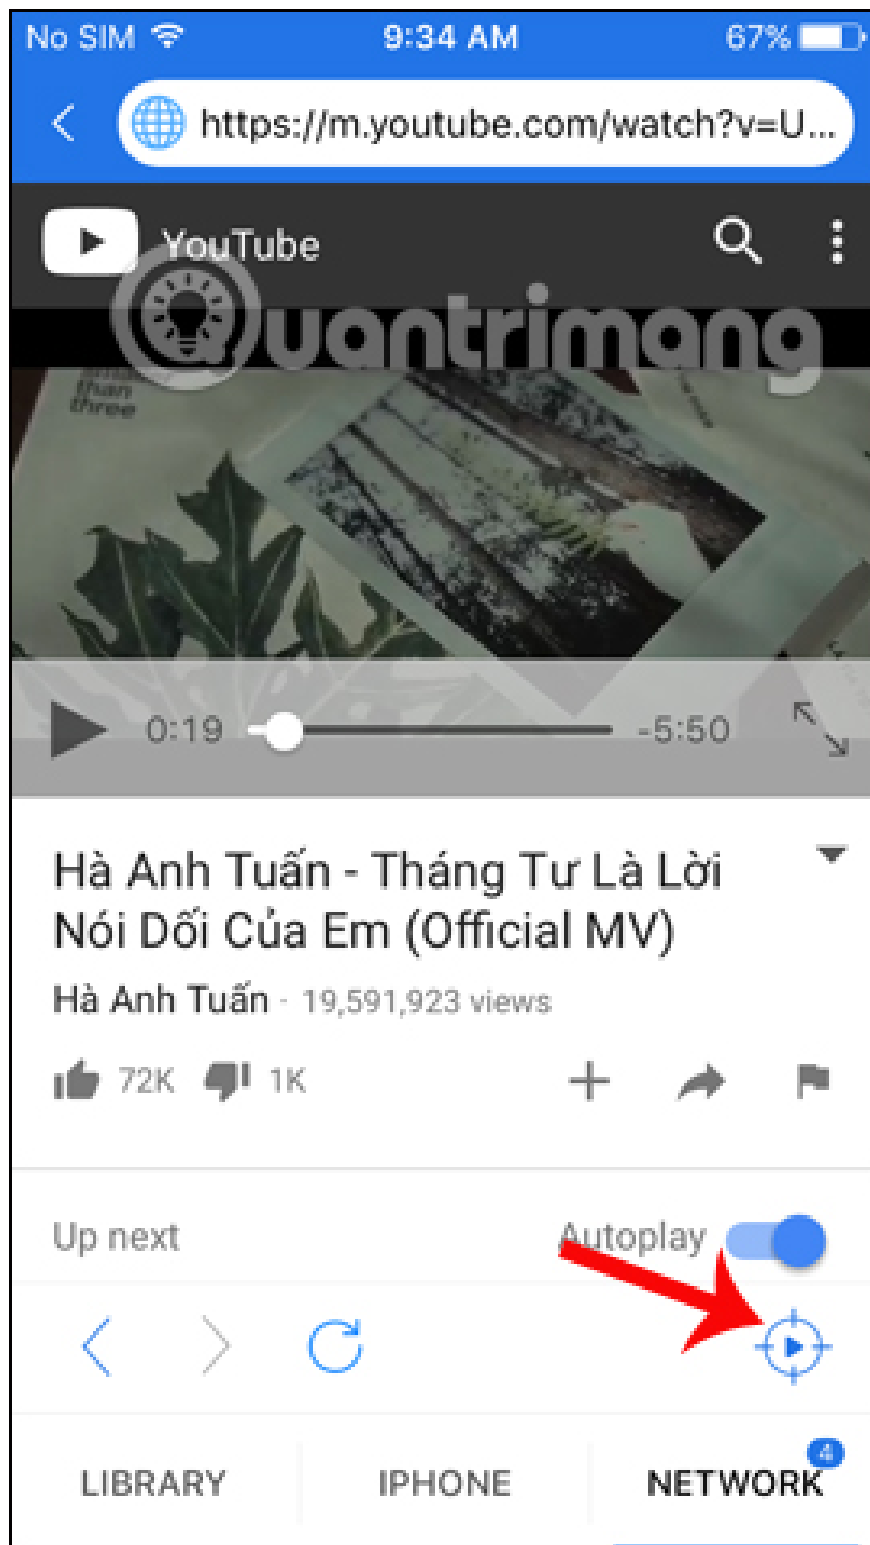 No SIM 9:34 AM 67%
https://m.youtube.com/watch?v=U...
YouTube
Quantrimang
than
three
0:19 -5:50
Hà Anh Tuấn - Tháng Tư Là Lời
Nói Dối Của Em (Official MV)
Hà Anh Tuấn · 19,591,923 views
72K 1K
Up next Autoplay
4
LIBRARY IPHONE NETWORK